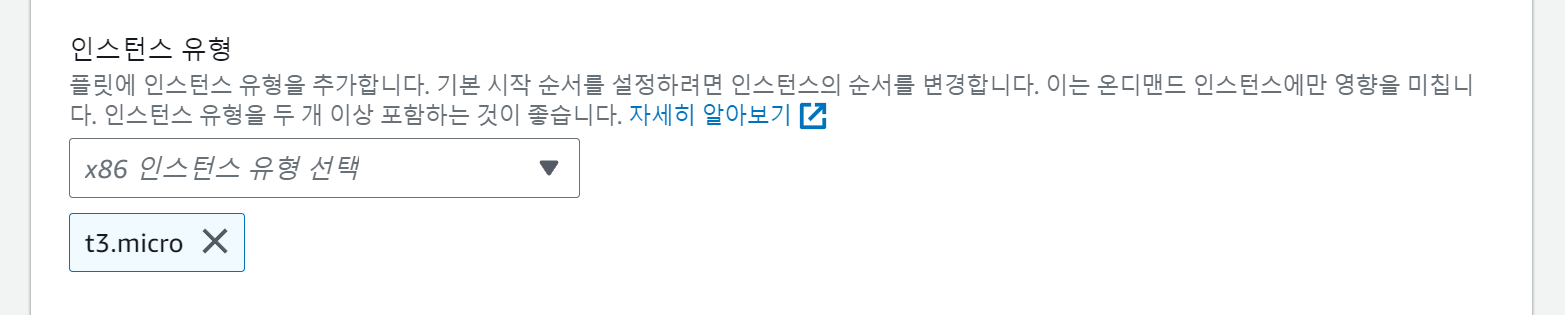 인스턴스 유형
플릿에 인스턴스 유형을 추가합니다. 기본 시작 순서를 설정하려면 인스턴스의 순서를 변경합니다. 이는 온디맨드 인스턴스에만 영향을 미칩니
다. 인스턴스 유형을 두 개 이상 포함하는 것이 좋습니다. 자세히 알아보기
x86 인스턴스 유형 선택
t3.micro